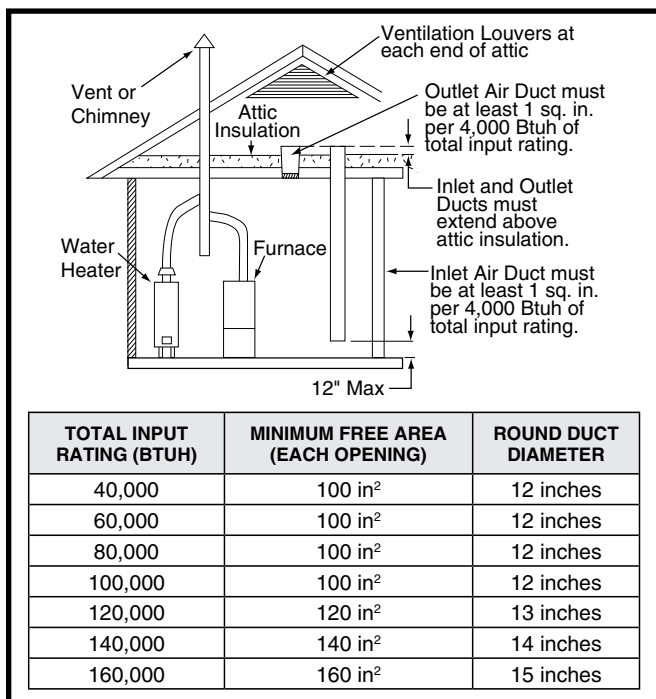 Ventilation Louvers at
each end of attic
Vent or
Chimney
Attic
Insulation
Outlet Air Duct must
be at least 1 sq. in.
per 4,000 Btuh of
total input rating.
Inlet and Outlet
Ducts must
extend above
attic insulation.
Water
Heater
Furnace
Inlet Air Duct must
be at least 1 sq. in.
per 4,000 Btuh of
total input rating.
12" Max
TOTAL INPUT MINIMUM FREE AREA ROUND DUCT
RATING (BTUH) (EACH OPENING) DIAMETER
40,000 100 in² 12 inches
60,000 100 in² 12 inches
80,000 100 in² 12 inches
100,000 100 in² 12 inches
120,000 120 in² 13 inches
140,000 140 in² 14 inches
160,000 160 in² 15 inches